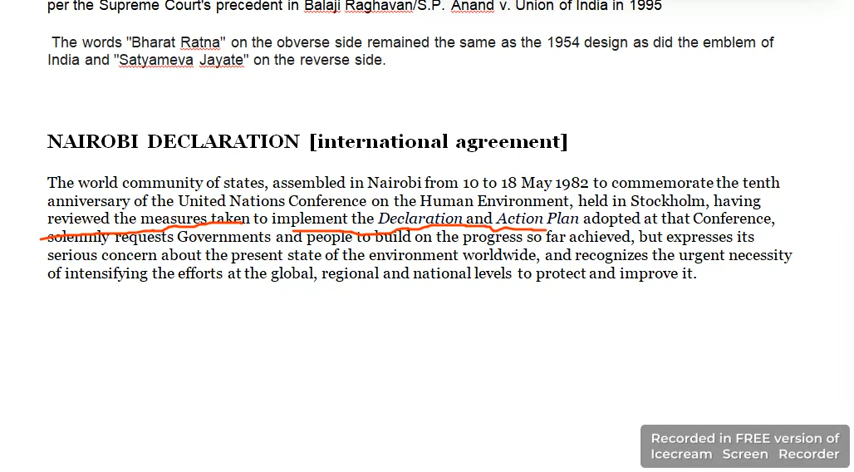 per the Supreme Court's precedent in Balaji Raghavan/S.P. Anand v. Union of India in 1995
The words "Bharat Ratna" on the obverse side remained the same as the 1954 design as did the emblem of
India and "Satyameva Jayate" on the reverse side.
NAIROBI DECLARATION [international agreement]
The world community of states, assembled in Nairobi from 10 to 18 May 1982 to commemorate the tenth
anniversary of the United Nations Conference on the Human Environment, held in Stockholm, having
reviewed the measures taken to implement the Declaration and Action Plan adopted at that Conference,
solemnly requests Governments and people to build on the progress so far achieved, but expresses its
serious concern about the present state of the environment worldwide, and recognizes the urgent necessity
of intensifying the efforts at the global, regional and national levels to protect and improve it.
Recorded in FREE version of
Icecream Screen Recorder